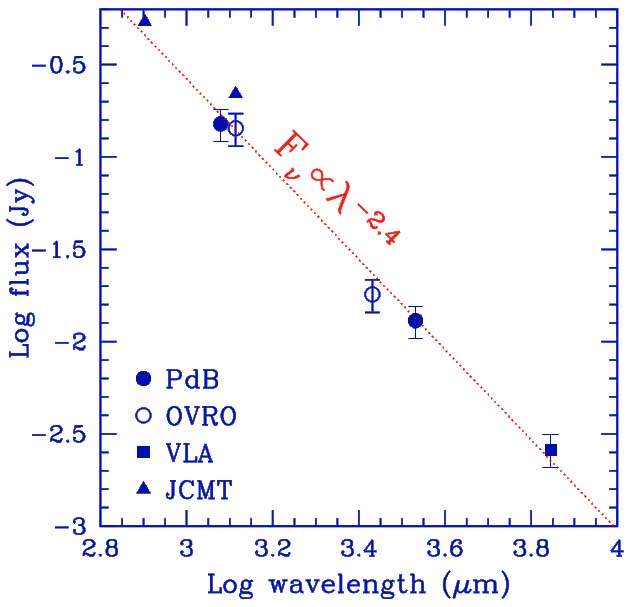 -0.5
-1
-1.5
-2
-2.5
-3
Log flux (Jy)
Fν ∝ λ^-2.4
PdB
OVRO
VLA
JCMT
2.8 3 3.2 3.4 3.6 3.8 4
Log wavelength (μm)